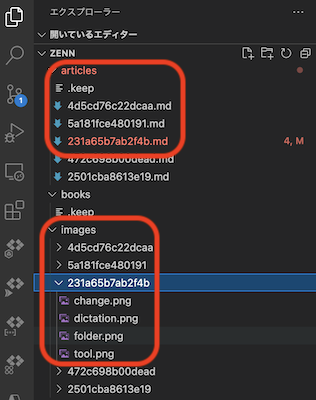 エクスプローラー
開いているエディター
ZENN
articles
.keep
4d5cd76c22dcaa.md
5a181fce480191.md
231a65b7ab2f4b.md 4, M
472c698b00dead.md
2501cba8613e19.md
books
.keep
images
4d5cd76c22dcaa
5a181fce480191
231a65b7ab2f4b
change.png
dictation.png
folder.png
tool.png
472c698b00dead
2501cba8613e19
1